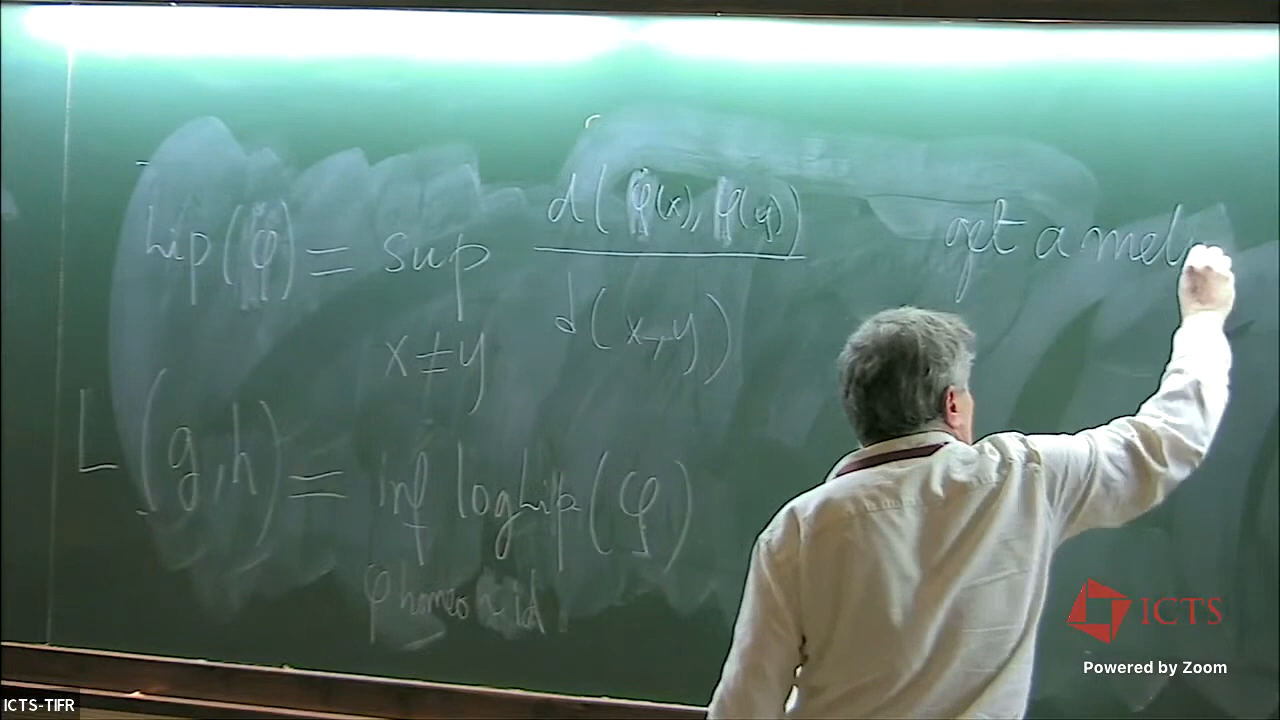 Lip(φ) = sup d(φ(x), φ(y)) / d(x,y)
x≠y
L(g,h) = inf log Lip(φ)
φ homeo ~ id
get a met
ICTS
Powered by Zoom
ICTS-TIFR